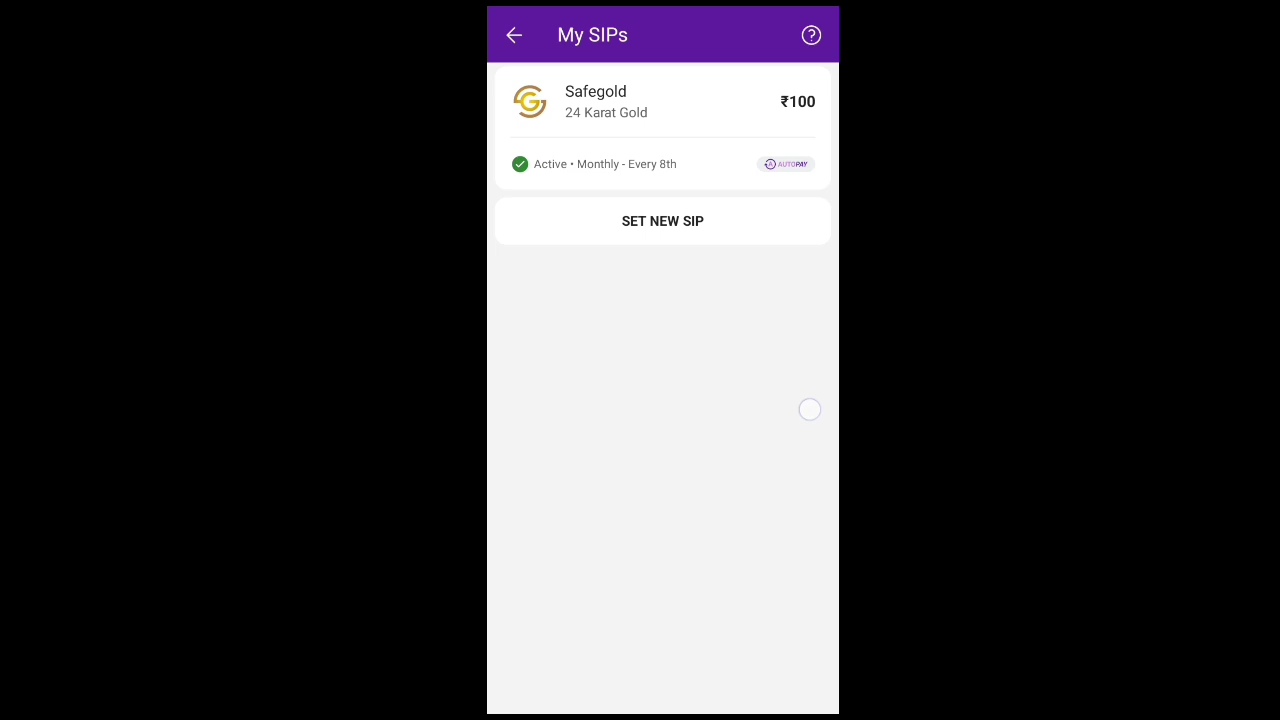 My SIPs
Safegold
24 Karat Gold
₹100
Active • Monthly - Every 8th
AUTOPAY
SET NEW SIP